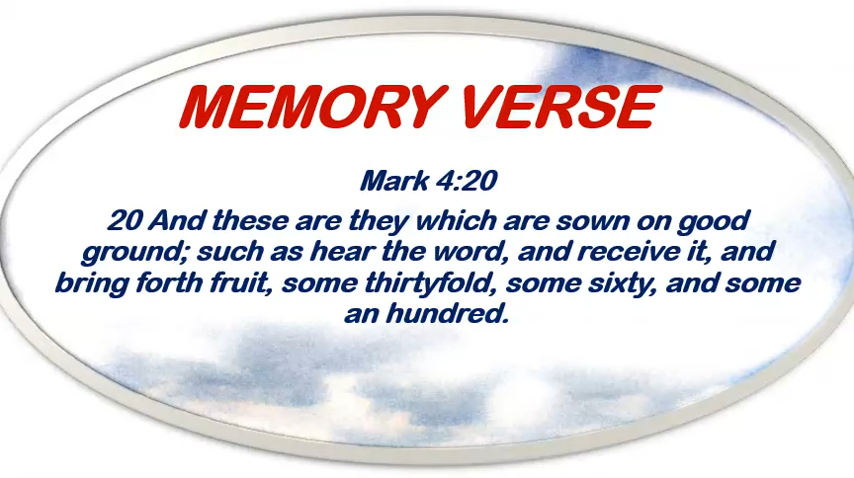 MEMORY VERSE
Mark 4:20
20 And these are they which are sown on good
ground; such as hear the word, and receive it, and
bring forth fruit, some thirtyfold, some sixty, and some
an hundred.